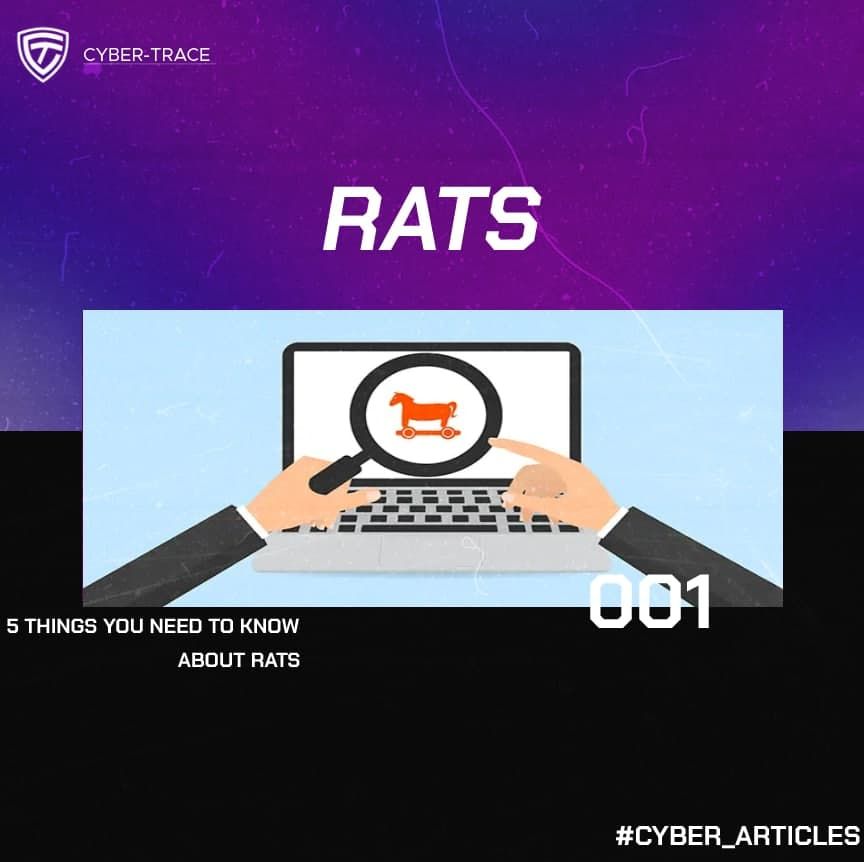 CYBER-TRACE
RATS
001
5 THINGS YOU NEED TO KNOW
ABOUT RATS
#CYBER_ARTICLES